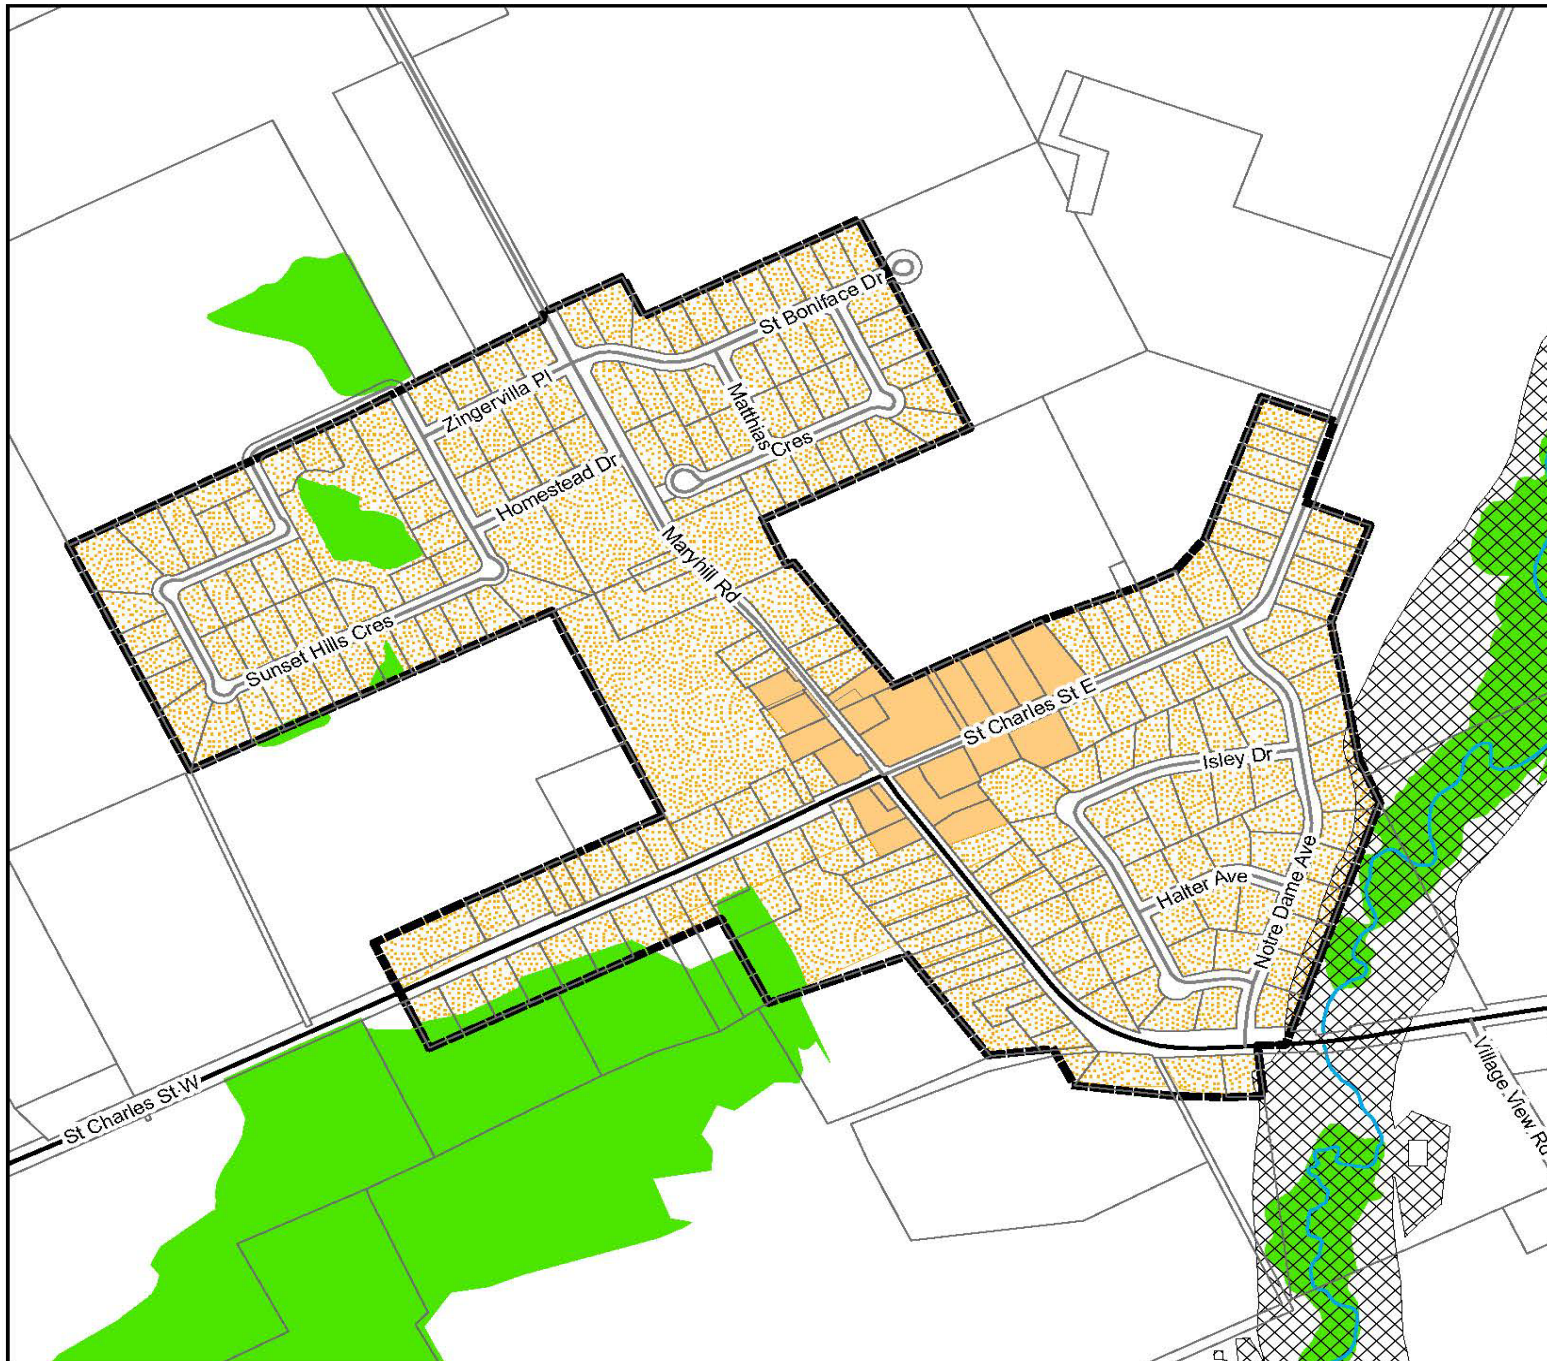 St Boniface Dr
Zingervilla Pl
Matthias
Cres
Homestead Dr
Maryhill Rd
Sunset Hills Cres
St Charles St E
Isley Dr
Halter Ave
Notre Dame Ave
St Charles St W
Village View Rd